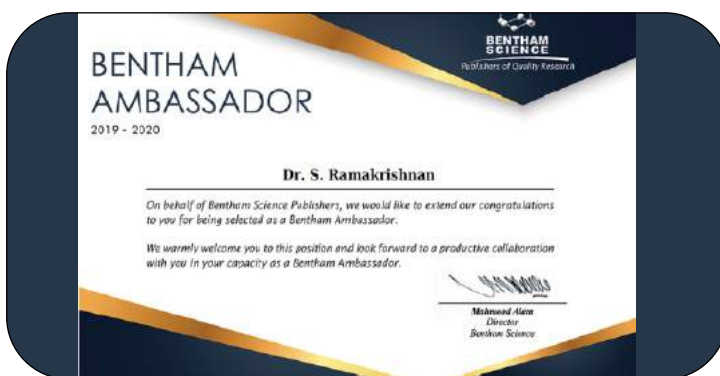 BENTHAM
SCIENCE
Publishers of Quality Research
BENTHAM
AMBASSADOR
2019 - 2020
Dr. S. Ramakrishnan
On behalf of Bentham Science Publishers, we would like to extend our congratulations
to you for being selected as a Bentham Ambassador.
We warmly welcome you to this position and look forward to a productive collaboration
with you in your capacity as a Bentham Ambassador.
Mahmood Alam
Director
Bentham Science